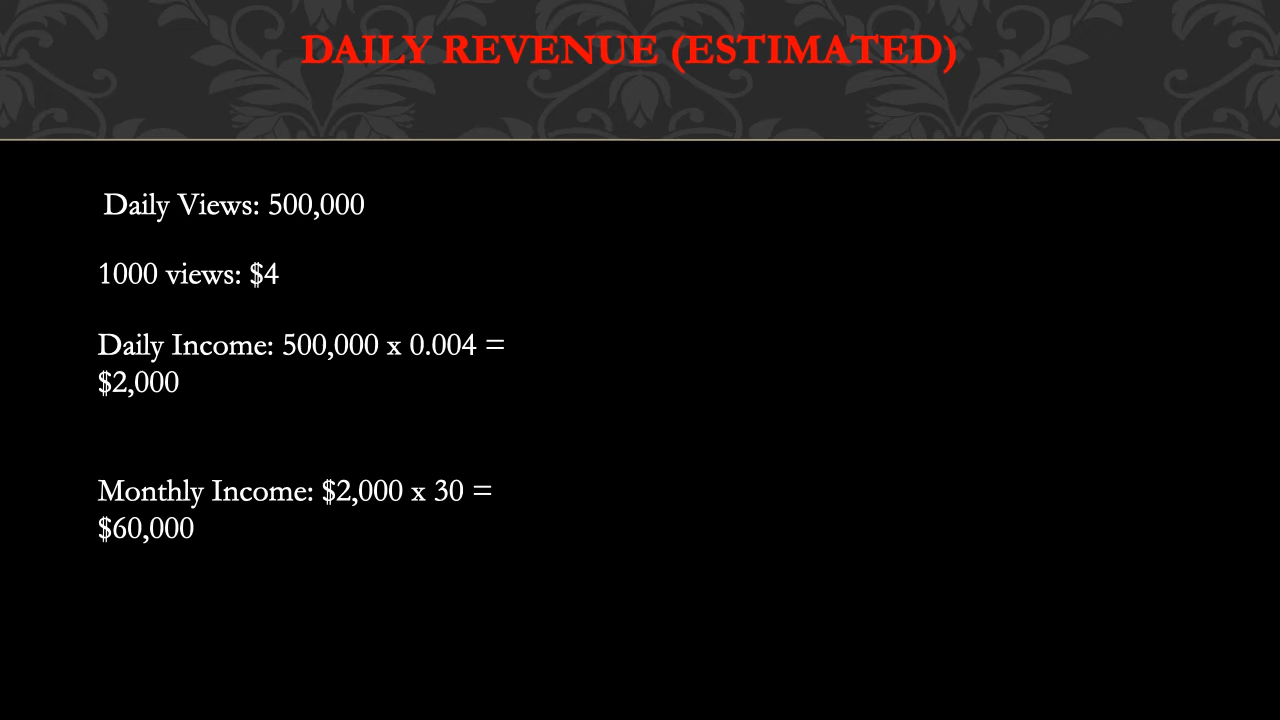 DAILY REVENUE (ESTIMATED)
Daily Views: 500,000
1000 views: $4
Daily Income: 500,000 x 0.004 =
$2,000
Monthly Income: $2,000 x 30 =
$60,000